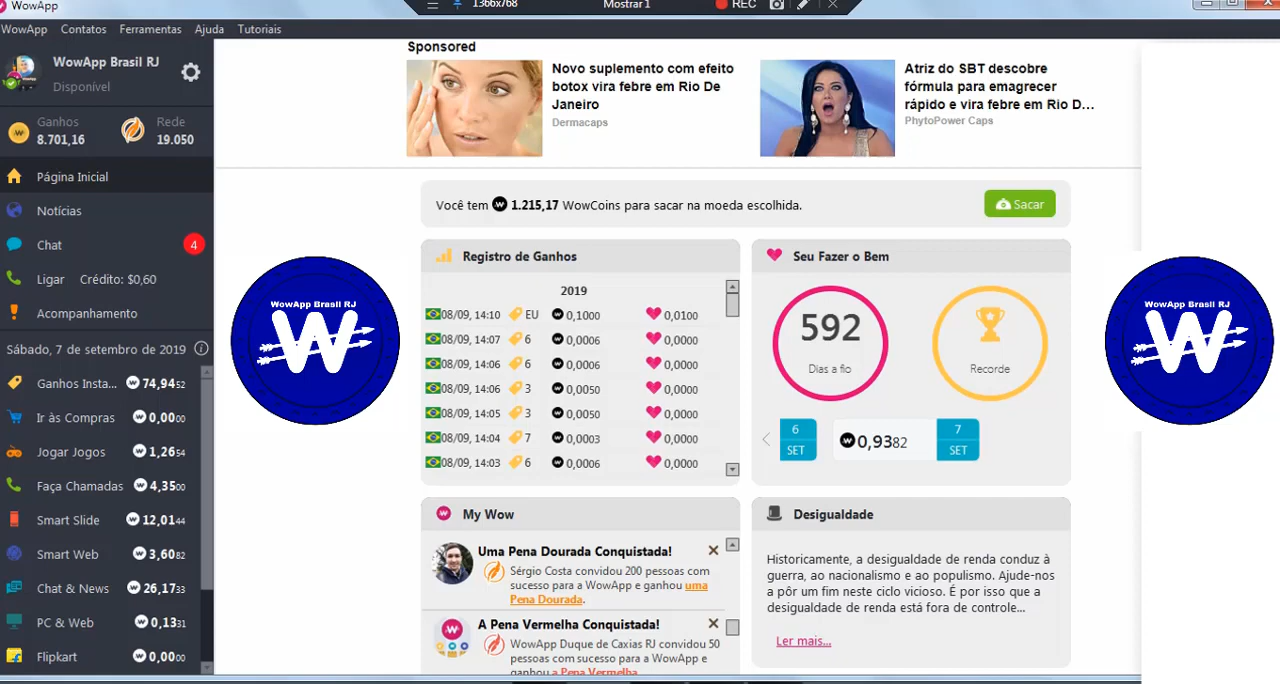 WowApp
1366x768
Mostrar1
REC
WowApp Contatos Ferramentas Ajuda Tutoriais
WowApp Brasil RJ
Disponível
Ganhos
8.701,16
Rede
19.050
Página Inicial
Notícias
Chat 4
Ligar Crédito: $0,60
Acompanhamento
Sábado, 7 de setembro de 2019
Ganhos Insta... 74,9452
Ir às Compras 0,0000
Jogar Jogos 1,2654
Faça Chamadas 4,3500
Smart Slide 12,0144
Smart Web 3,6082
Chat & News 26,1733
PC & Web 0,1331
Flipkart 0,0000
Sponsored
Novo suplemento com efeito
botox vira febre em Rio De
Janeiro
Dermacaps
Atriz do SBT descobre
fórmula para emagrecer
rápido e vira febre em Rio D...
PhytoPower Caps
Você tem 1.215,17 WowCoins para sacar na moeda escolhida.
Sacar
WowApp Brasil RJ
Registro de Ganhos
2019
08/09, 14:10 EU 0,1000 0,0100
08/09, 14:07 6 0,0006 0,0000
08/09, 14:06 6 0,0006 0,0000
08/09, 14:06 3 0,0050 0,0000
08/09, 14:05 3 0,0050 0,0000
08/09, 14:04 7 0,0003 0,0000
08/09, 14:03 6 0,0006 0,0000
Seu Fazer o Bem
592
Dias a fio
Recorde
6
SET
0,9382
7
SET
WowApp Brasil RJ
My Wow
Uma Pena Dourada Conquistada!
Sérgio Costa convidou 200 pessoas com
sucesso para a WowApp e ganhou uma
Pena Dourada.
A Pena Vermelha Conquistada!
WowApp Duque de Caxias RJ convidou 50
pessoas com sucesso para a WowApp e
ganhou a Pena Vermelha
Desigualdade
Historicamente, a desigualdade de renda conduz à
guerra, ao nacionalismo e ao populismo. Ajude-nos
a pôr um fim neste ciclo vicioso. É por isso que a
desigualdade de renda está fora de controle...
Ler mais...